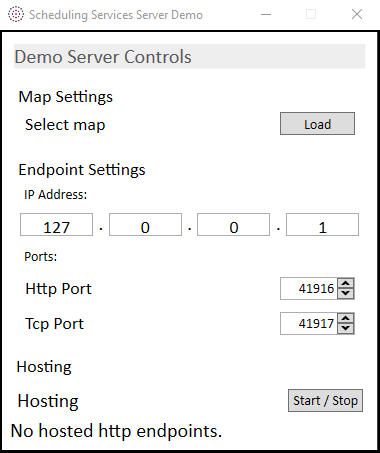 Scheduling Services Server Demo
Demo Server Controls
Map Settings
Select map Load
Endpoint Settings
IP Address:
127 . 0 . 0 . 1
Ports:
Http Port 41916
Tcp Port 41917
Hosting
Hosting Start / Stop
No hosted http endpoints.